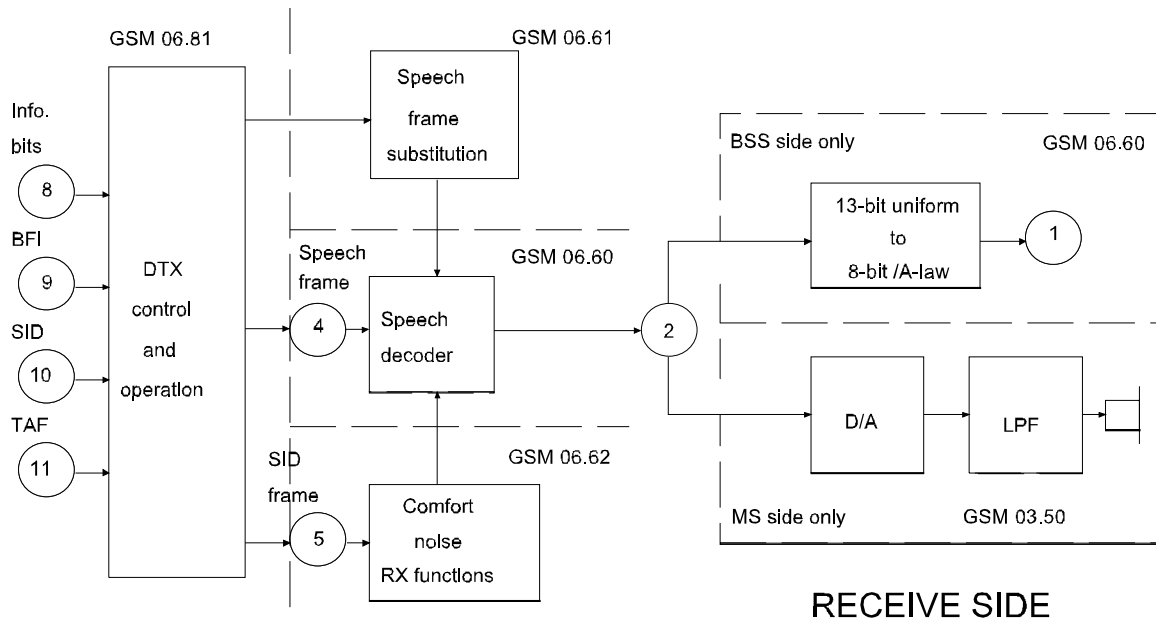 GSM 06.81
GSM 06.61
Speech
frame
substitution
Info.
bits
8
BFI
9
SID
10
TAF
11
DTX
control
and
operation
Speech
frame
GSM 06.60
4
Speech
decoder
SID
frame
GSM 06.62
5
Comfort
noise
RX functions
2
BSS side only
GSM 06.60
13-bit uniform
to
8-bit /A-law
1
D/A
LPF
MS side only
GSM 03.50
RECEIVE SIDE